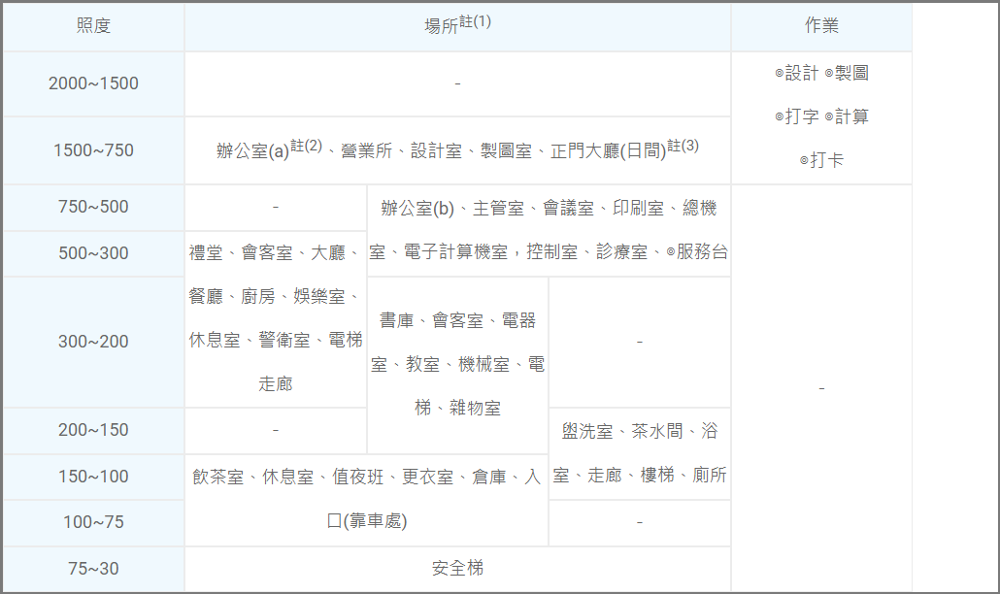 照度 場所註(1) 作業
2000~1500 - ⊚設計 ⊚製圖
⊚打字 ⊚計算
⊚打卡
1500~750 辦公室(a)註(2)、營業所、設計室、製圖室、正門大廳(日間)註(3)
750~500 - 辦公室(b)、主管室、會議室、印刷室、總機
室、電子計算機室，控制室、診療室、⊚服務台
500~300 禮堂、會客室、大廳、
餐廳、廚房、娛樂室、
休息室、警衛室、電梯
走廊
300~200 書庫、會客室、電器
室、教室、機械室、電
梯、雜物室
-
-
200~150 - 盥洗室、茶水間、浴
室、走廊、樓梯、廁所
150~100 飲茶室、休息室、值夜班、更衣室、倉庫、入
口(靠車處)
100~75 -
75~30 安全梯